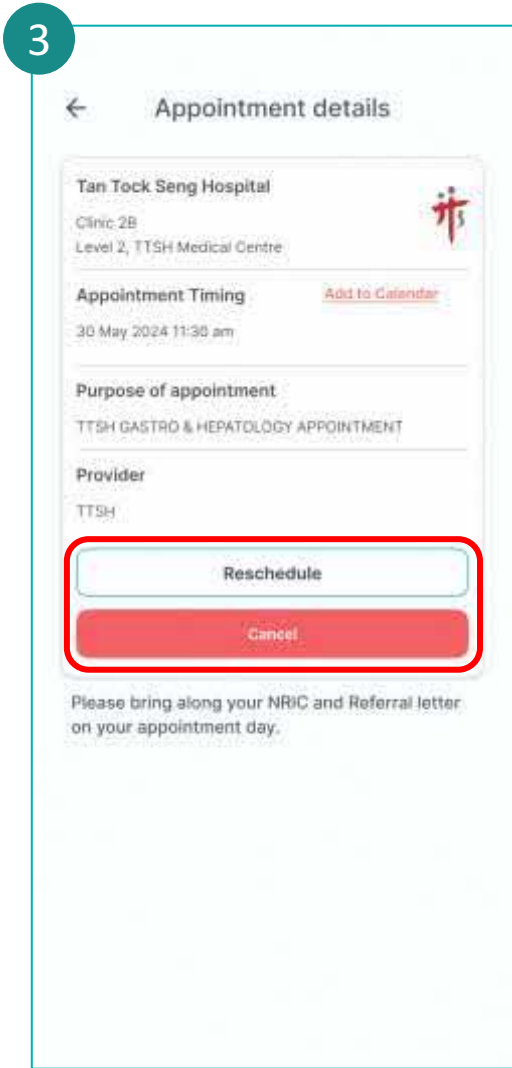 3
Appointment details
Tan Tock Seng Hospital
Clinic 2B
Level 2, TTSH Medical Centre
Appointment Timing Add to Calendar
30 May 2024 11:30 am
Purpose of appointment
TTSH GASTRO & HEPATOLOGY APPOINTMENT
Provider
TTSH
Reschedule
Cancel
Please bring along your NRIC and Referral letter
on your appointment day.